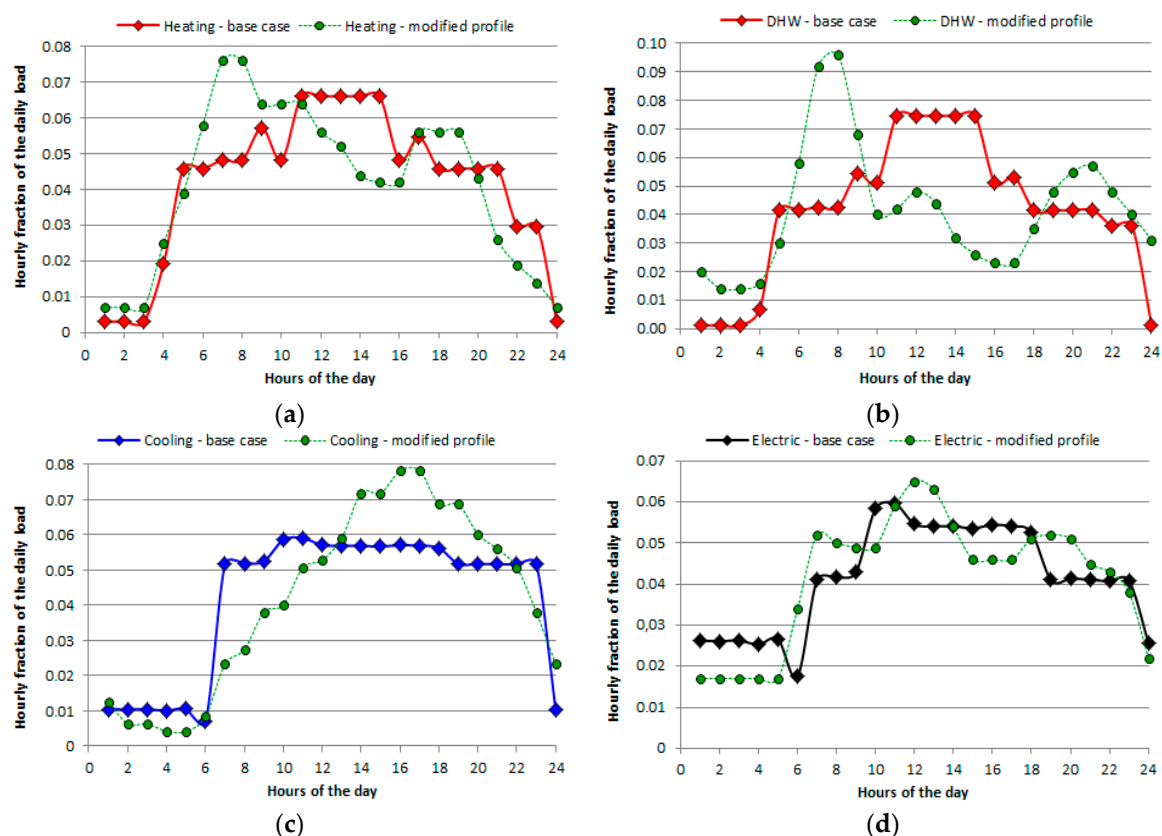 Heating - base case Heating - modified profile
Hourly fraction of the daily load
0.08
0.07
0.06
0.05
0.04
0.03
0.02
0.01
0
0 2 4 6 8 10 12 14 16 18 20 22 24
Hours of the day
(a)
DHW - base case DHW - modified profile
Hourly fraction of the daily load
0.10
0.09
0.08
0.07
0.06
0.05
0.04
0.03
0.02
0.01
0.00
0 2 4 6 8 10 12 14 16 18 20 22 24
Hours of the day
(b)
Cooling - base case Cooling - modified profile
Hourly fraction of the daily load
0.08
0.07
0.06
0.05
0.04
0.03
0.02
0.01
0
0 2 4 6 8 10 12 14 16 18 20 22 24
Hours of the day
(c)
Electric - base case Electric - modified profile
Hourly fraction of the daily load
0.07
0.06
0.05
0.04
0,03
0.02
0.01
0
0 2 4 6 8 10 12 14 16 18 20 22 24
Hours of the day
(d)